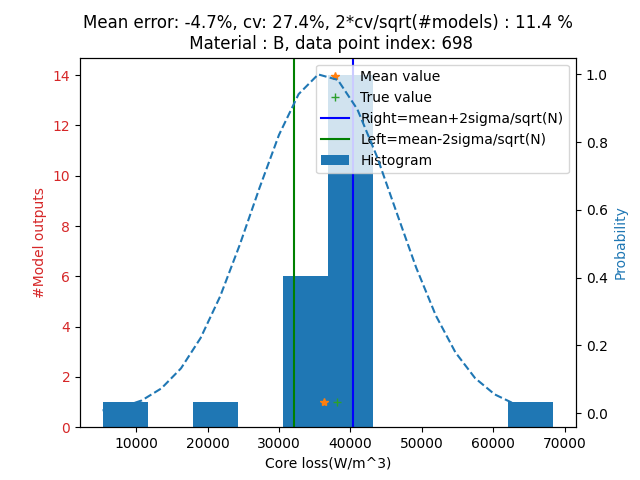 Mean error: -4.7%, cv: 27.4%, 2*cv/sqrt(#models) : 11.4 %
Material : B, data point index: 698
14
12
10
8
6
4
2
0
#Model outputs
Mean value
True value
Right=mean+2sigma/sqrt(N)
Left=mean-2sigma/sqrt(N)
Histogram
1.0
0.8
0.6
0.4
0.2
0.0
Probability
10000 20000 30000 40000 50000 60000 70000
Core loss(W/m^3)